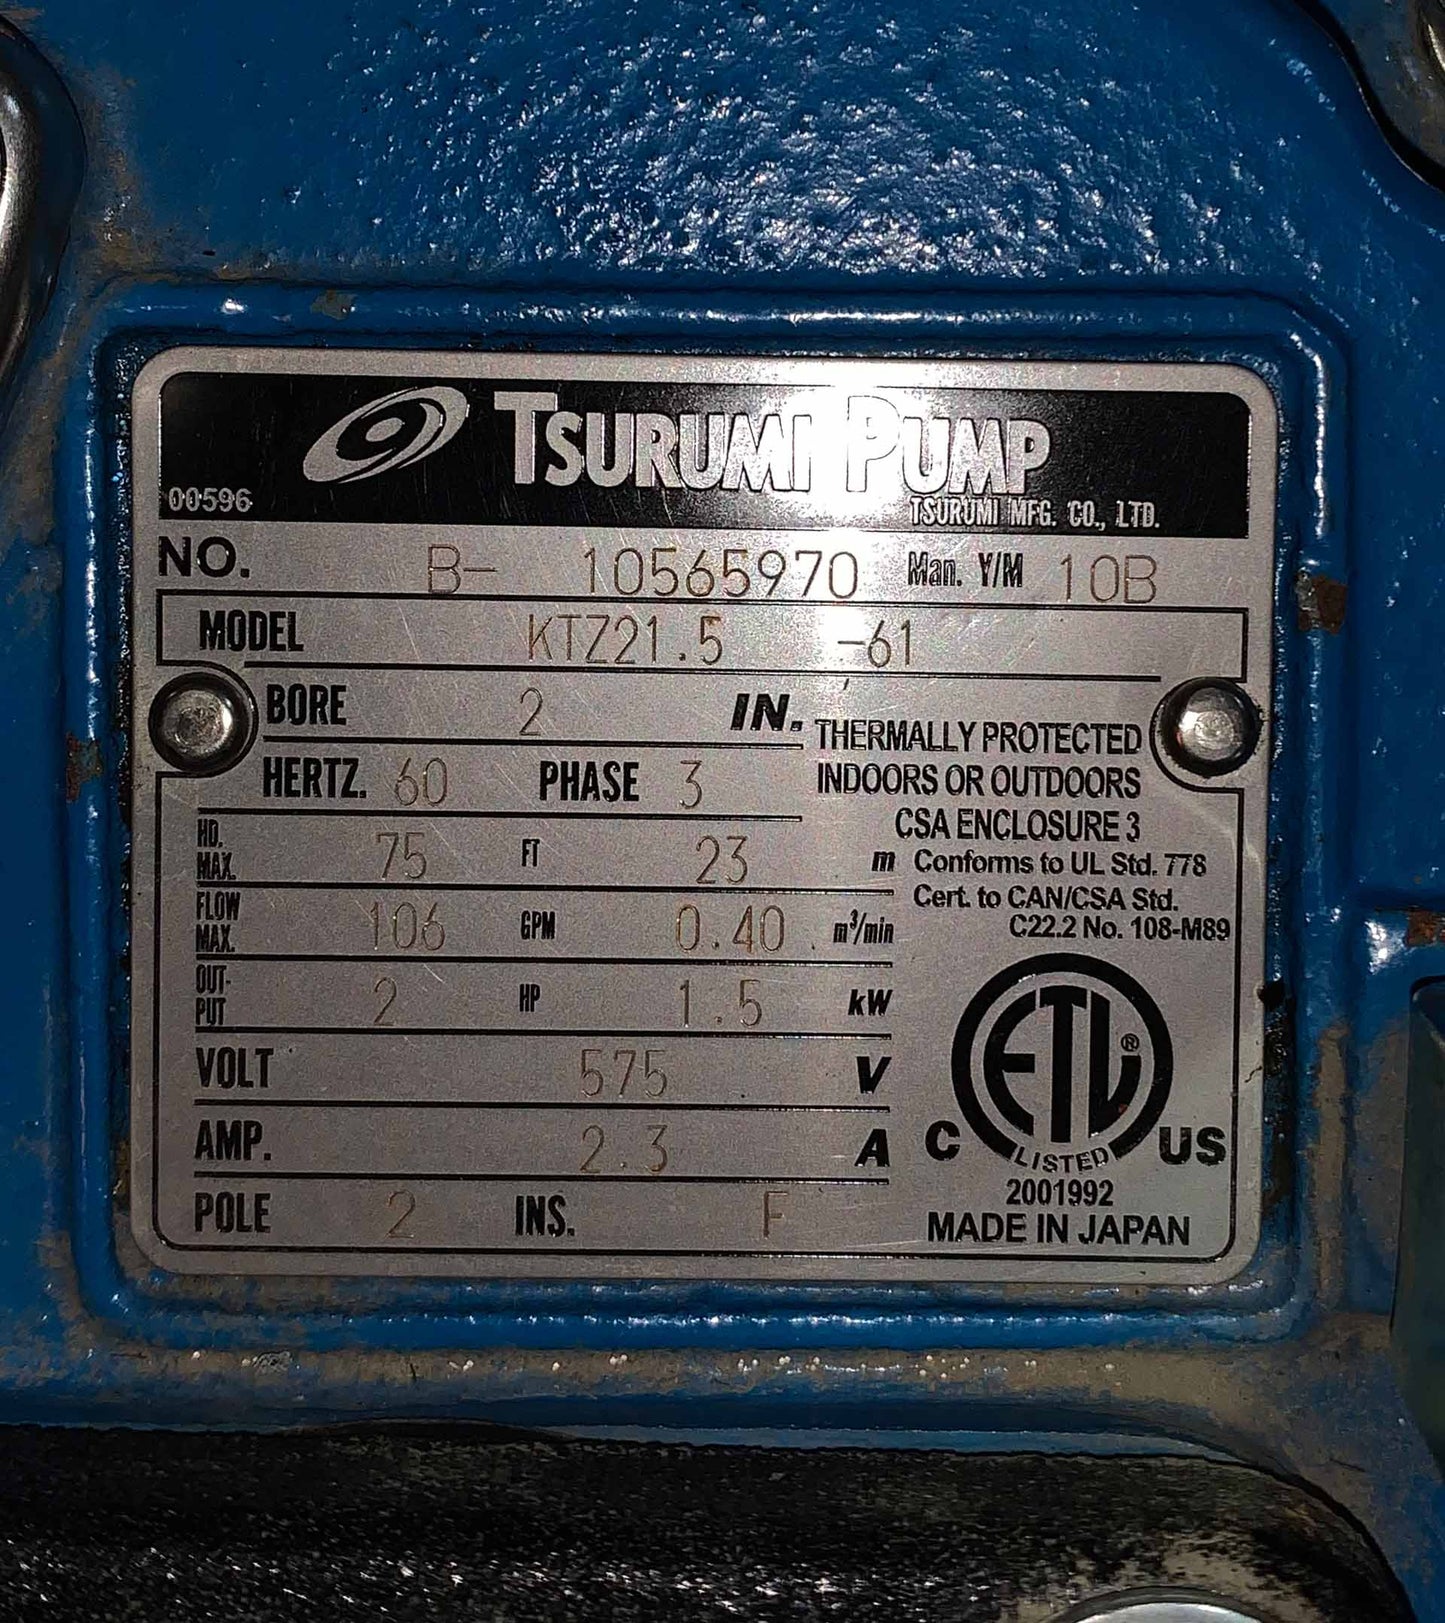 TSURUMI PUMP
00596 TSURUMI MFG. CO., LTD.
NO. B- 10565970 Man. Y/M 10B
MODEL KTZ21.5 -61
BORE 2 IN.
HERTZ. 60 PHASE 3
HD. MAX. 75 FT 23 m
FLOW MAX. 106 GPM 0.40 m³/min
OUT-PUT 2 HP 1.5 kW
VOLT 575 V
AMP. 2.3 A
POLE 2 INS. F
THERMALLY PROTECTED
INDOORS OR OUTDOORS
CSA ENCLOSURE 3
Conforms to UL Std. 778
Cert. to CAN/CSA Std.
C22.2 No. 108-M89
ETL ®
C LISTED US
2001992
MADE IN JAPAN